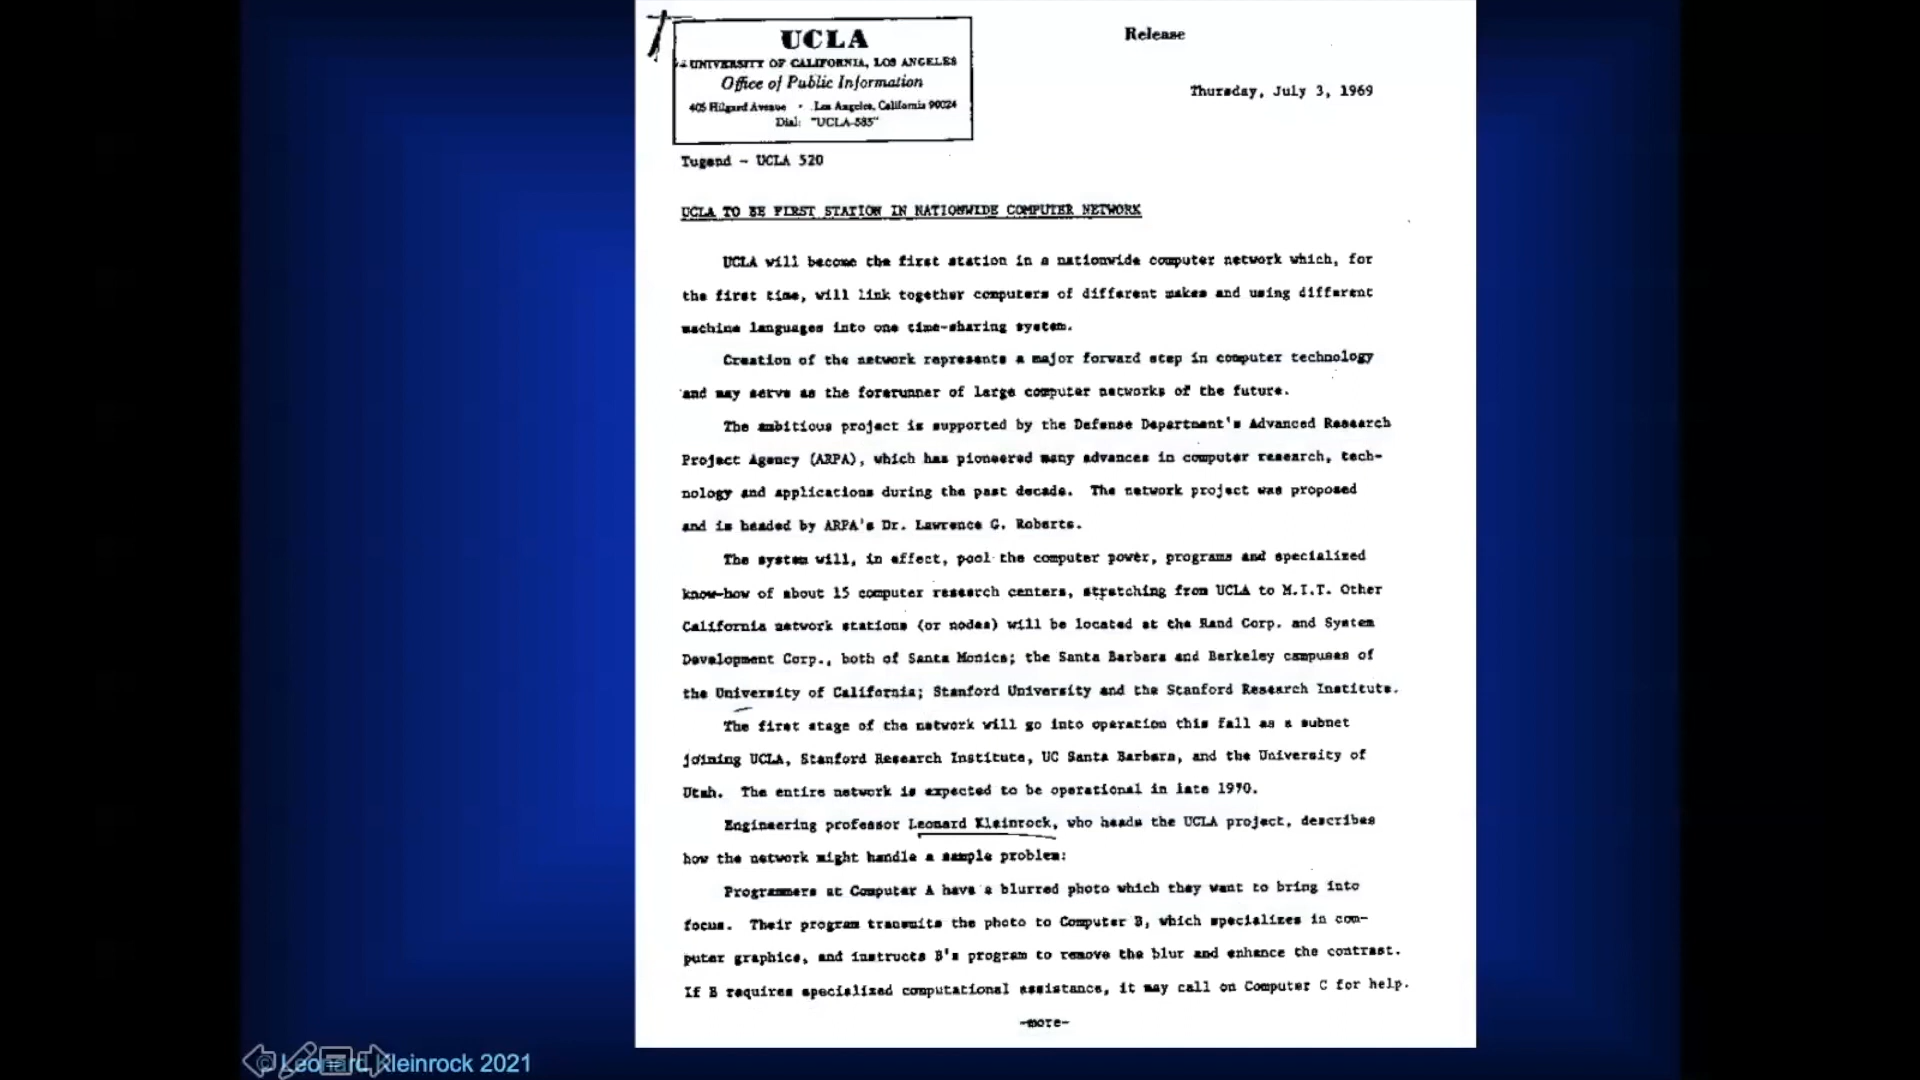 UCLA
UNIVERSITY OF CALIFORNIA, LOS ANGELES
Office of Public Information
405 Hilgard Avenue • Los Angeles, California 90024
Dial: "UCLA-585"
Release
Thursday, July 3, 1969
Tugend - UCLA 520
UCLA TO BE FIRST STATION IN NATIONWIDE COMPUTER NETWORK
UCLA will become the first station in a nationwide computer network which, for
the first time, will link together computers of different makes and using different
machine languages into one time-sharing system.
Creation of the network represents a major forward step in computer technology
and may serve as the forerunner of large computer networks of the future.
The ambitious project is supported by the Defense Department's Advanced Research
Project Agency (ARPA), which has pioneered many advances in computer research, tech-
nology and applications during the past decade. The network project was proposed
and is headed by ARPA's Dr. Lawrence G. Roberts.
The system will, in effect, pool the computer power, programs and specialized
know-how of about 15 computer research centers, stretching from UCLA to M.I.T. Other
California network stations (or nodes) will be located at the Rand Corp. and System
Development Corp., both of Santa Monica; the Santa Barbara and Berkeley campuses of
the University of California; Stanford University and the Stanford Research Institute.
The first stage of the network will go into operation this fall as a subnet
joining UCLA, Stanford Research Institute, UC Santa Barbara, and the University of
Utah. The entire network is expected to be operational in late 1970.
Engineering professor Leonard Kleinrock, who heads the UCLA project, describes
how the network might handle a sample problem:
Programmers at Computer A have a blurred photo which they want to bring into
focus. Their program transmits the photo to Computer B, which specializes in com-
puter graphics, and instructs B's program to remove the blur and enhance the contrast.
If B requires specialized computational assistance, it may call on Computer C for help.
-more-
© Leonard Kleinrock 2021